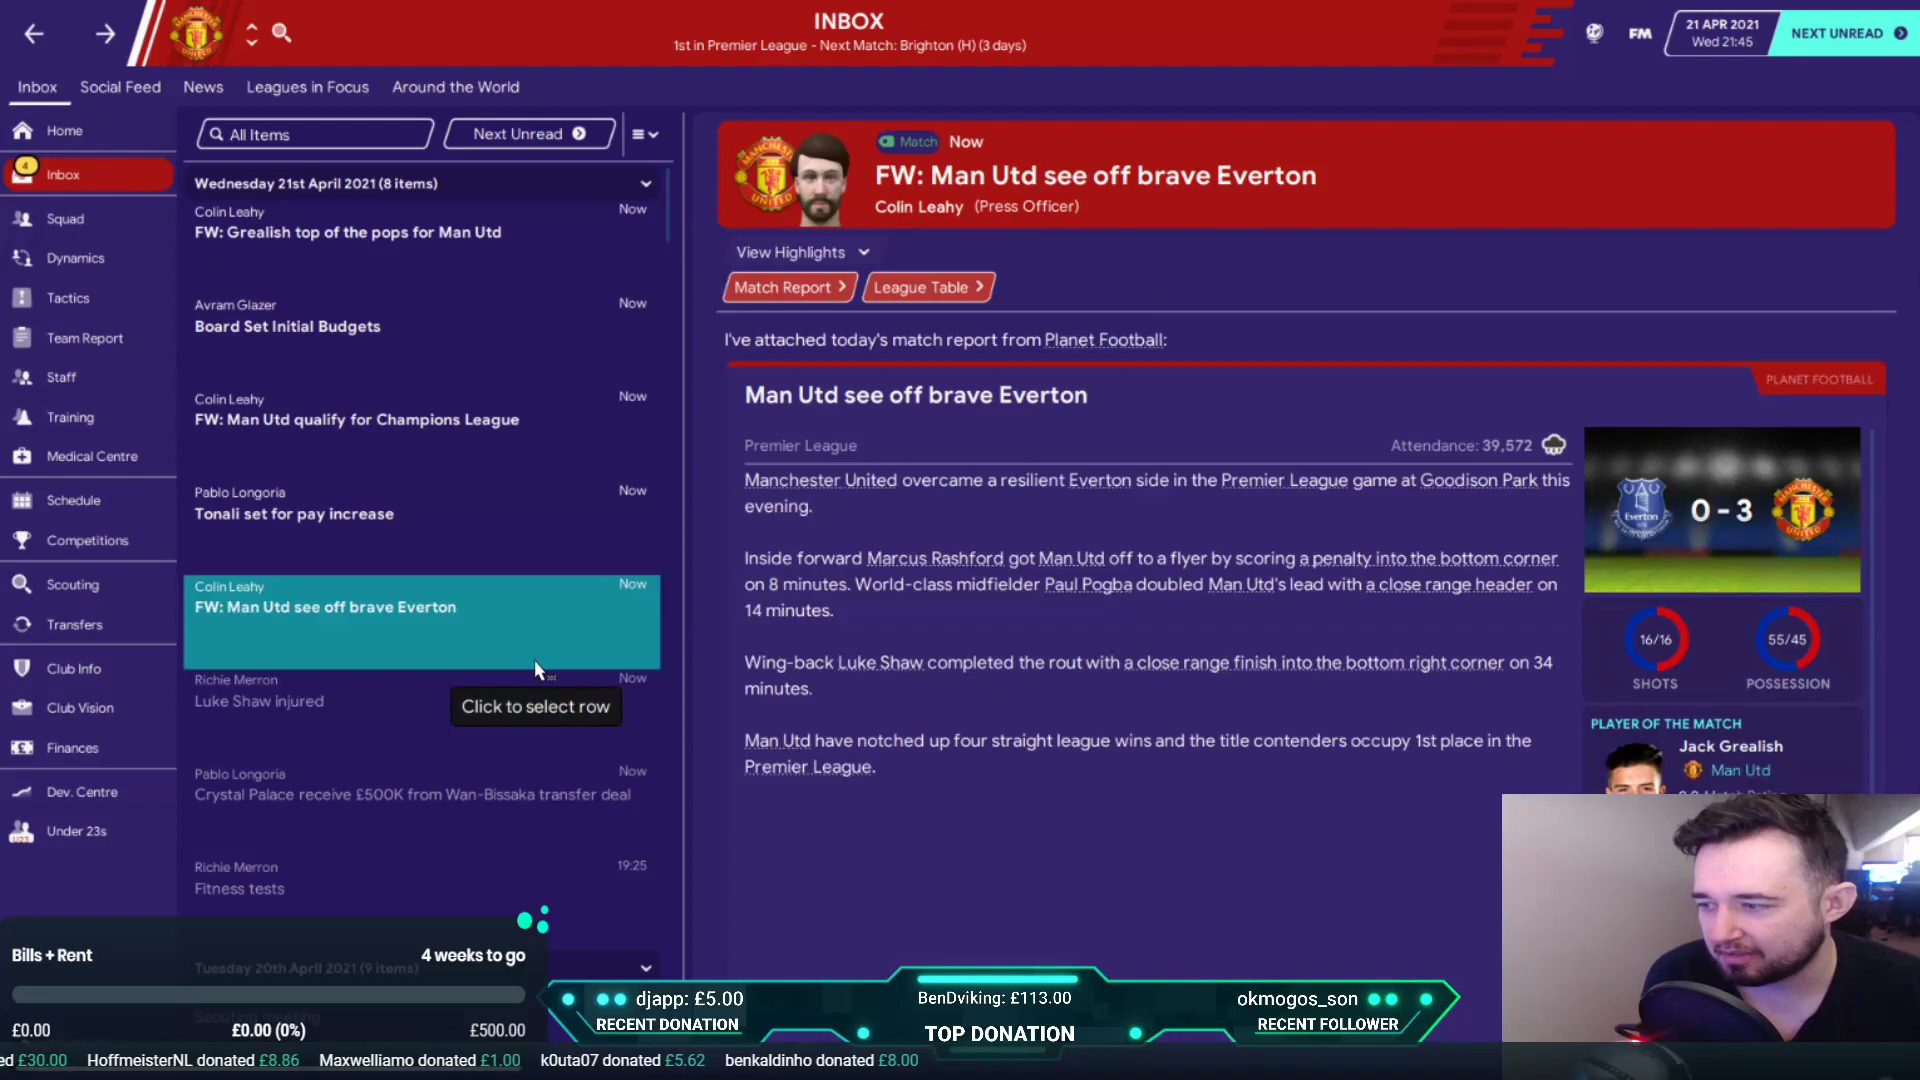 INBOX
1st in Premier League - Next Match: Brighton (H) (3 days)
FM
21 APR 2021
Wed 21:45
NEXT UNREAD
Inbox
Social Feed
News
Leagues in Focus
Around the World
Home
4
Inbox
Squad
Dynamics
Tactics
Team Report
Staff
Training
Medical Centre
Schedule
Competitions
Scouting
Transfers
Club Info
Club Vision
Finances
Dev. Centre
Under 23s
All Items
Next Unread
Wednesday 21st April 2021 (8 items)
Colin Leahy
Now
FW: Grealish top of the pops for Man Utd
Avram Glazer
Now
Board Set Initial Budgets
Colin Leahy
Now
FW: Man Utd qualify for Champions League
Pablo Longoria
Now
Tonali set for pay increase
Colin Leahy
Now
FW: Man Utd see off brave Everton
Richie Merron
Now
Luke Shaw injured
Click to select row
Pablo Longoria
Now
Crystal Palace receive £500K from Wan-Bissaka transfer deal
Richie Merron
19:25
Fitness tests
Tuesday 20th April 2021 (9 items)
Scouting meeting
Match
Now
FW: Man Utd see off brave Everton
Colin Leahy (Press Officer)
View Highlights
Match Report
League Table
I've attached today's match report from Planet Football:
PLANET FOOTBALL
Man Utd see off brave Everton
Premier League
Attendance: 39,572
Manchester United overcame a resilient Everton side in the Premier League game at Goodison Park this
evening.
Inside forward Marcus Rashford got Man Utd off to a flyer by scoring a penalty into the bottom corner
on 8 minutes. World-class midfielder Paul Pogba doubled Man Utd's lead with a close range header on
14 minutes.
Wing-back Luke Shaw completed the rout with a close range finish into the bottom right corner on 34
minutes.
Man Utd have notched up four straight league wins and the title contenders occupy 1st place in the
Premier League.
Everton
0 - 3
16/16
SHOTS
55/45
POSSESSION
PLAYER OF THE MATCH
Jack Grealish
Man Utd
Bills + Rent
4 weeks to go
£0.00
£0.00 (0%)
£500.00
djapp: £5.00
RECENT DONATION
BenDviking: £113.00
TOP DONATION
okmogos_son
RECENT FOLLOWER
ed £30.00
HoffmeisterNL donated £8.86
Maxwelliamo donated £1.00
k0uta07 donated £5.62
benkaldinho donated £8.00